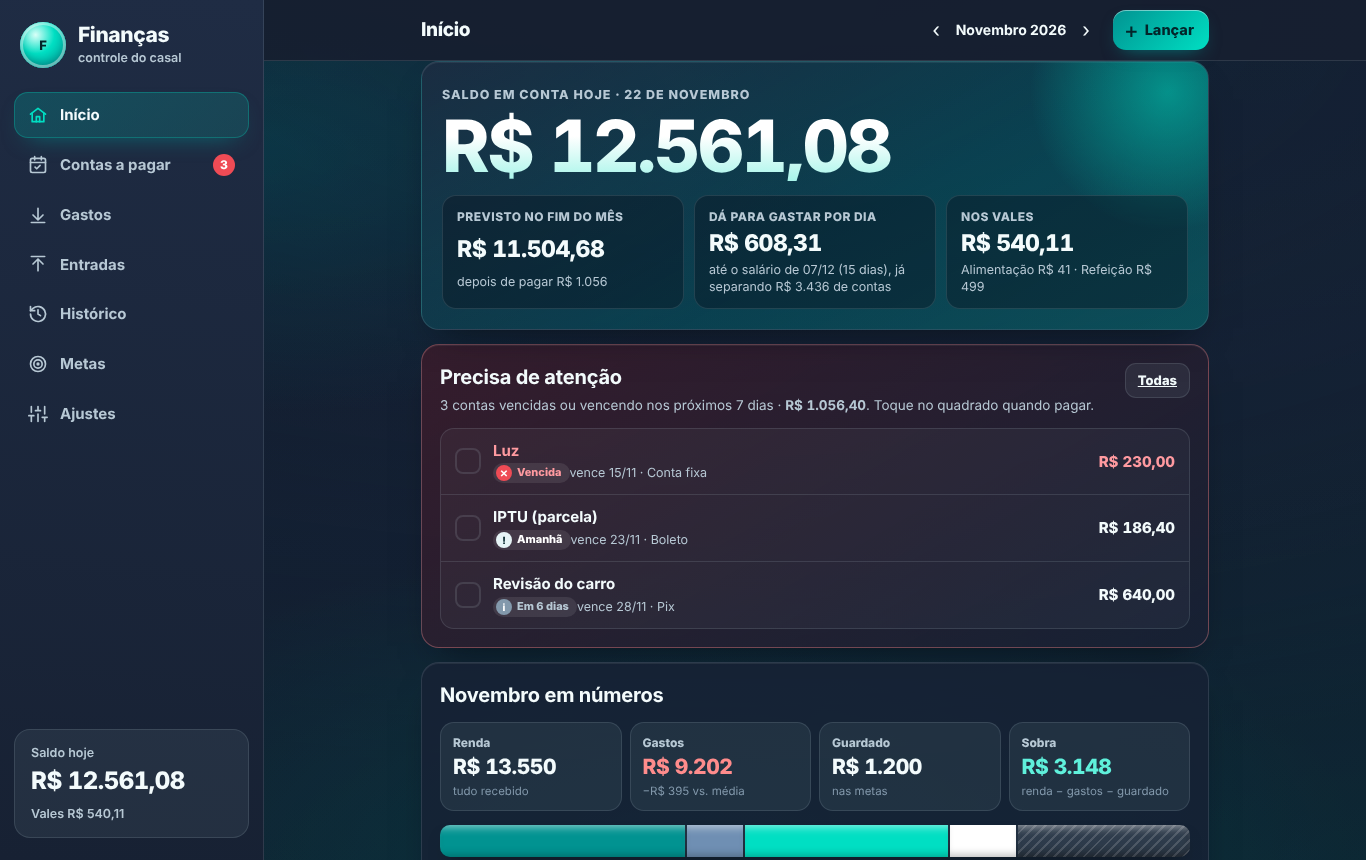 F
Finanças
controle do casal
Início
Contas a pagar
3
Gastos
Entradas
Histórico
Metas
Ajustes
Saldo hoje
R$ 12.561,08
Vales R$ 540,11
Início
‹ Novembro 2026 ›
+ Lançar
SALDO EM CONTA HOJE · 22 DE NOVEMBRO
R$ 12.561,08
PREVISTO NO FIM DO MÊS
R$ 11.504,68
depois de pagar R$ 1.056
DÁ PARA GASTAR POR DIA
R$ 608,31
até o salário de 07/12 (15 dias), já
separando R$ 3.436 de contas
NOS VALES
R$ 540,11
Alimentação R$ 41 · Refeição R$
499
Precisa de atenção
Todas
3 contas vencidas ou vencendo nos próximos 7 dias · R$ 1.056,40. Toque no quadrado quando pagar.
Luz
Vencida vence 15/11 · Conta fixa
R$ 230,00
IPTU (parcela)
! Amanhã vence 23/11 · Boleto
R$ 186,40
Revisão do carro
i Em 6 dias vence 28/11 · Pix
R$ 640,00
Novembro em números
Renda
R$ 13.550
tudo recebido
Gastos
R$ 9.202
−R$ 395 vs. média
Guardado
R$ 1.200
nas metas
Sobra
R$ 3.148
renda − gastos − guardado